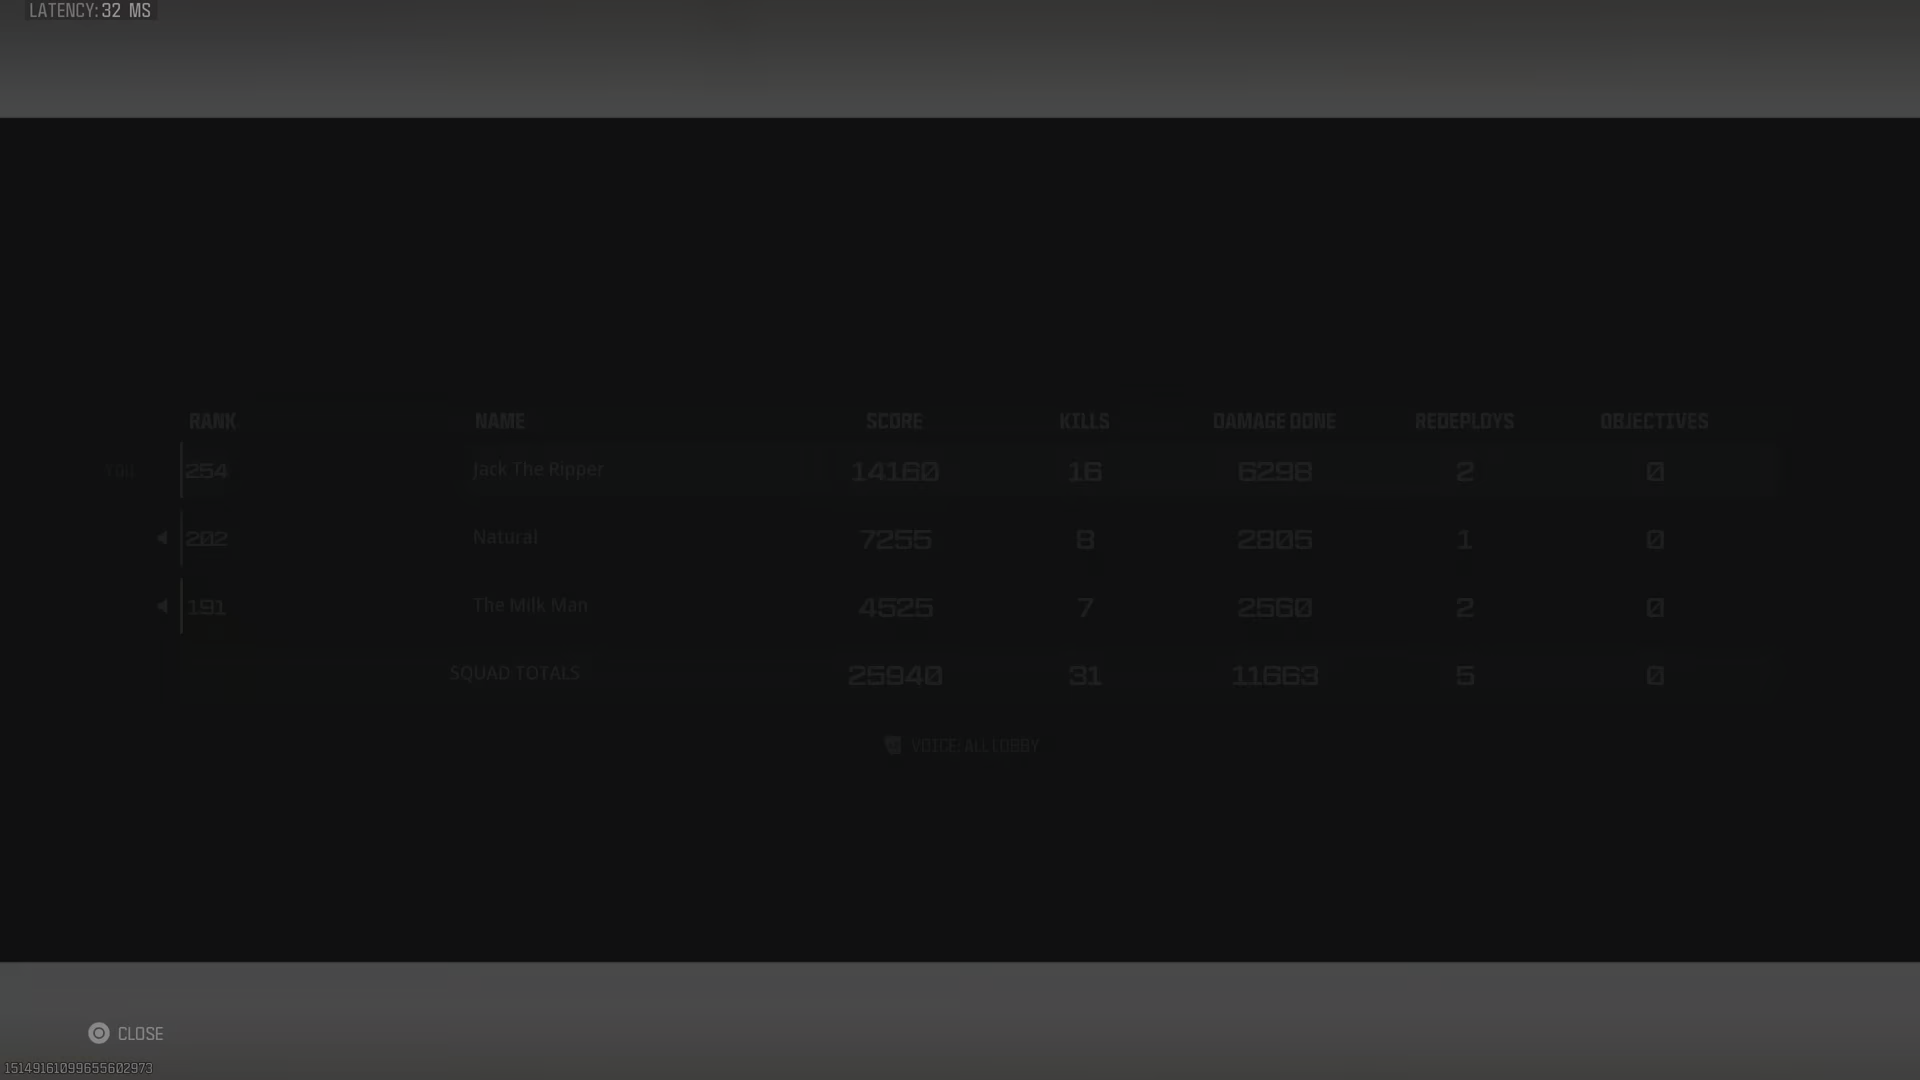 LATENCY: 32 MS
RANK NAME SCORE KILLS DAMAGE DONE REDEPLOYS OBJECTIVES
YOU 254 Jack The Ripper 14160 16 6298 2 0
202 Natural 7255 8 2805 1 0
191 The Milk Man 4525 7 2560 2 0
SQUAD TOTALS 25940 31 11663 5 0
VOICE: ALL LOBBY
CLOSE
15149161099655602973